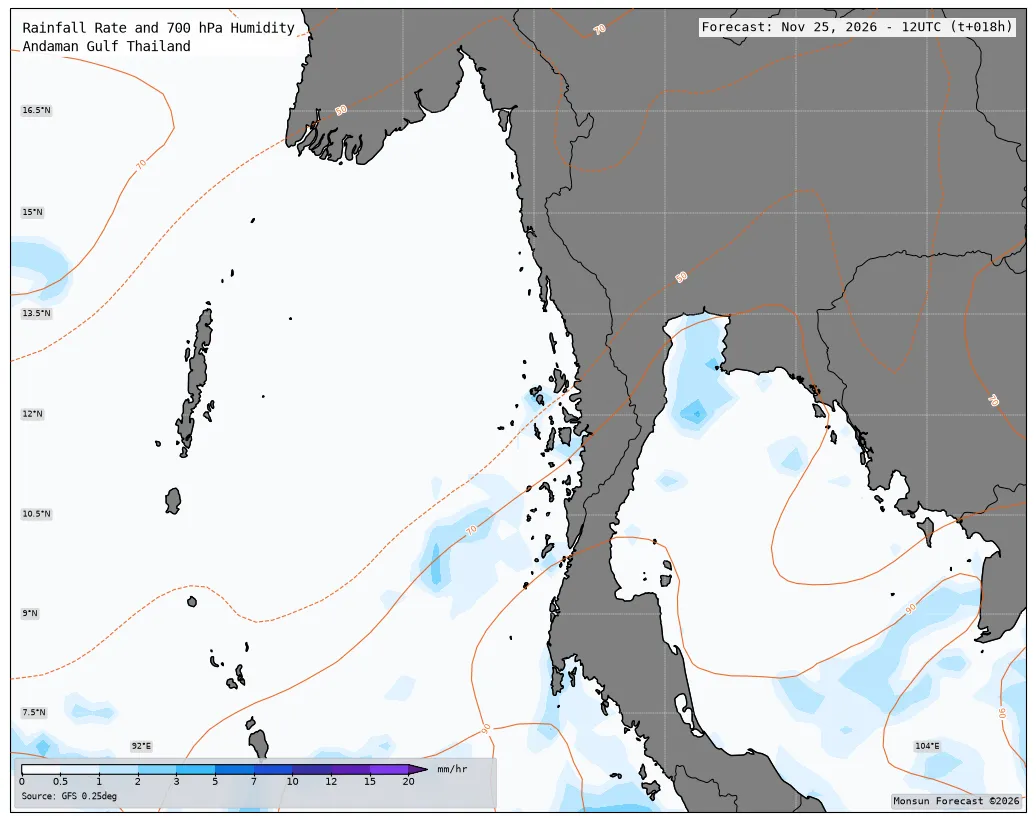 Rainfall Rate and 700 hPa Humidity
Andaman Gulf Thailand
Forecast: Nov 25, 2026 - 12UTC (t+018h)
70
50
16.5°N
70
15°N
50
13.5°N
70
12°N
10.5°N
70
9°N
90
7.5°N
90
90
92°E
104°E
0 0.5 1 2 3 5 7 10 12 15 20 mm/hr
Source: GFS 0.25deg
Monsun Forecast ©2026